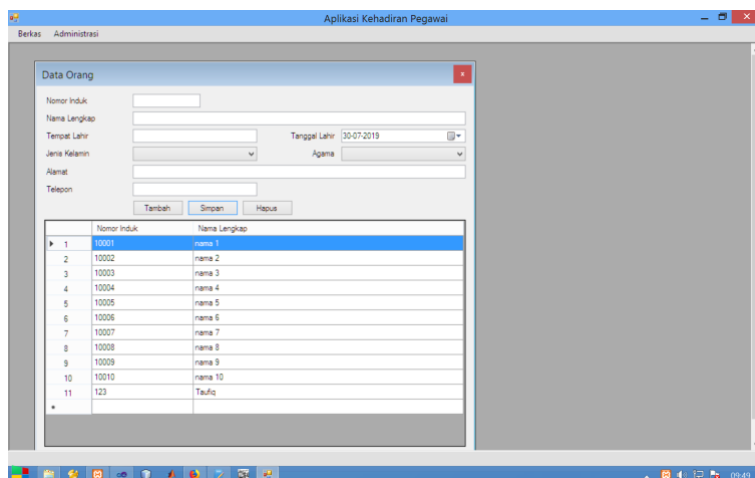 Aplikasi Kehadiran Pegawai
Berkas Administrasi
Data Orang
Nomor Induk
Nama Lengkap
Tempat Lahir Tanggal Lahir 30-07-2019
Jenis Kelamin Agama
Alamat
Telepon
Tambah Simpan Hapus
Nomor Induk Nama Lengkap
1 10001 nama 1
2 10002 nama 2
3 10003 nama 3
4 10004 nama 4
5 10005 nama 5
6 10006 nama 6
7 10007 nama 7
8 10008 nama 8
9 10009 nama 9
10 10010 nama 10
11 123 Taufiq
09:49